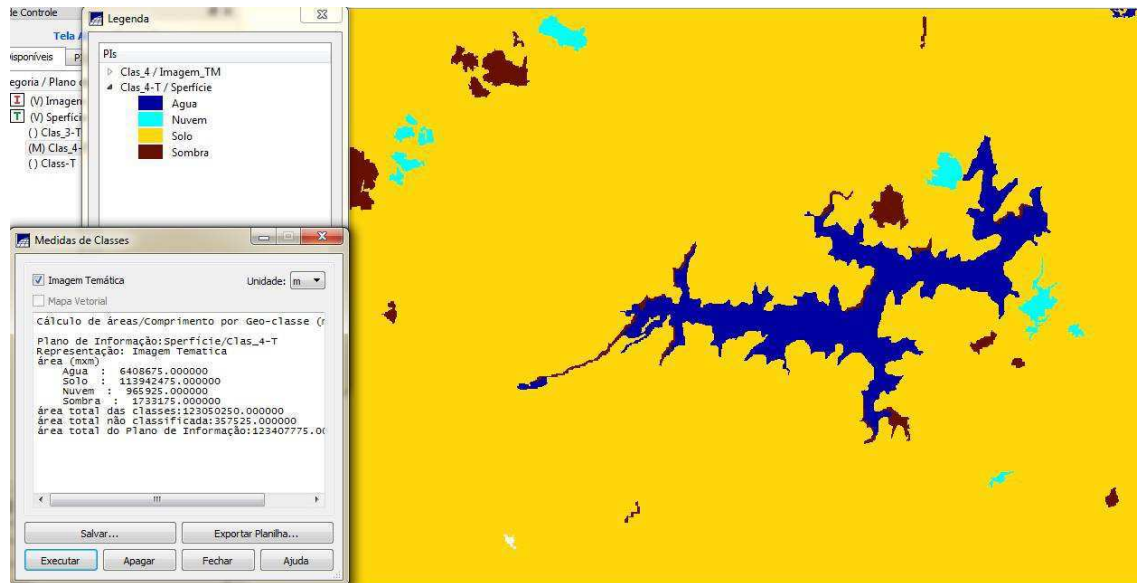 de Controle
Tela A
Disponíveis P
egoria / Plano d
I (V) Imagen
T (V) Sperfíci
( ) Clas_3-T
(M) Clas_4-
( ) Class-T
Legenda
PIs
Clas_4 / Imagem_TM
Clas_4-T / Sperfície
Agua
Nuvem
Solo
Sombra
Medidas de Classes
Imagem Temática Unidade: m
Mapa Vetorial
Cálculo de áreas/Comprimento por Geo-classe (
Plano de Informação:Sperfície/Clas_4-T
Representação: Imagem Tematica
área (mxm)
Agua : 6408675.000000
Solo : 113942475.000000
Nuvem : 965925.000000
Sombra : 1733175.000000
área total das classes:123050250.000000
área total não classificada:357525.000000
área total do Plano de Informação:123407775.00
Salvar... Exportar Planilha...
Executar Apagar Fechar Ajuda